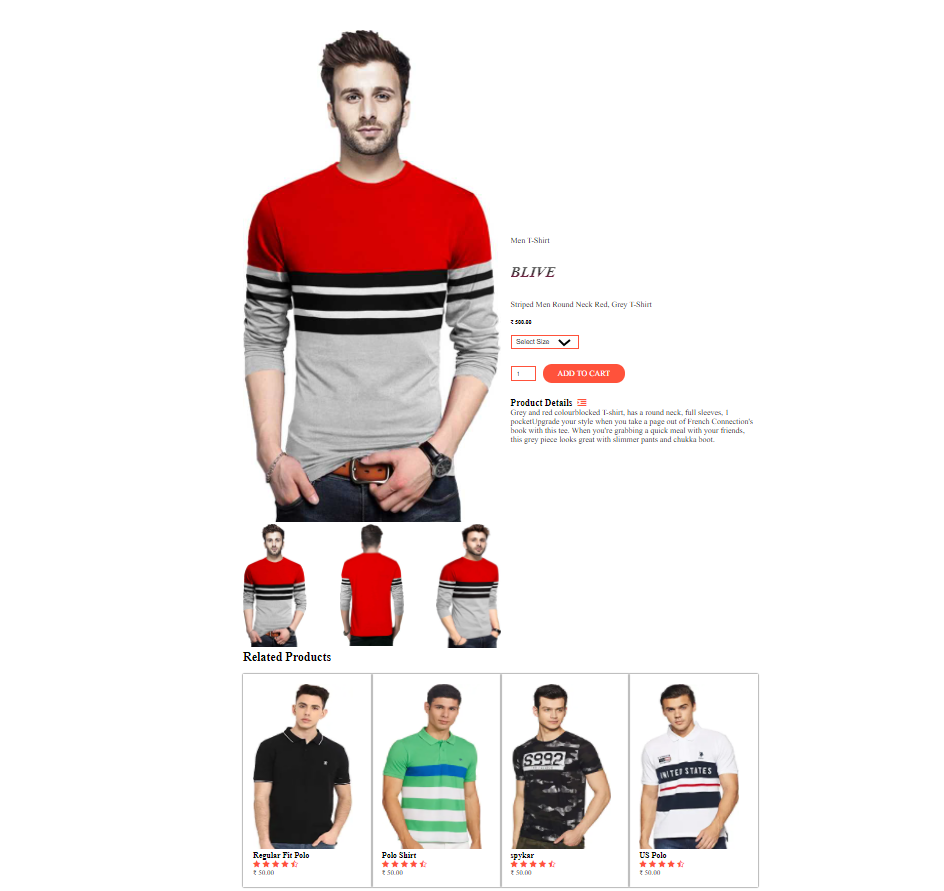 Men T-Shirt
BLIVE
Striped Men Round Neck Red, Grey T-Shirt
₹ 500.00
Select Size
1
ADD TO CART
Product Details
Grey and red colourblocked T-shirt, has a round neck, full sleeves, 1
pocketUpgrade your style when you take a page out of French Connection's
book with this tee. When you're grabbing a quick meal with your friends,
this grey piece looks great with slimmer pants and chukka boot.
Related Products
S992
UNITED STATES
Regular Fit Polo
Polo Shirt
spykar
US Polo
₹ 50.00
₹ 50.00
₹ 50.00
₹ 50.00